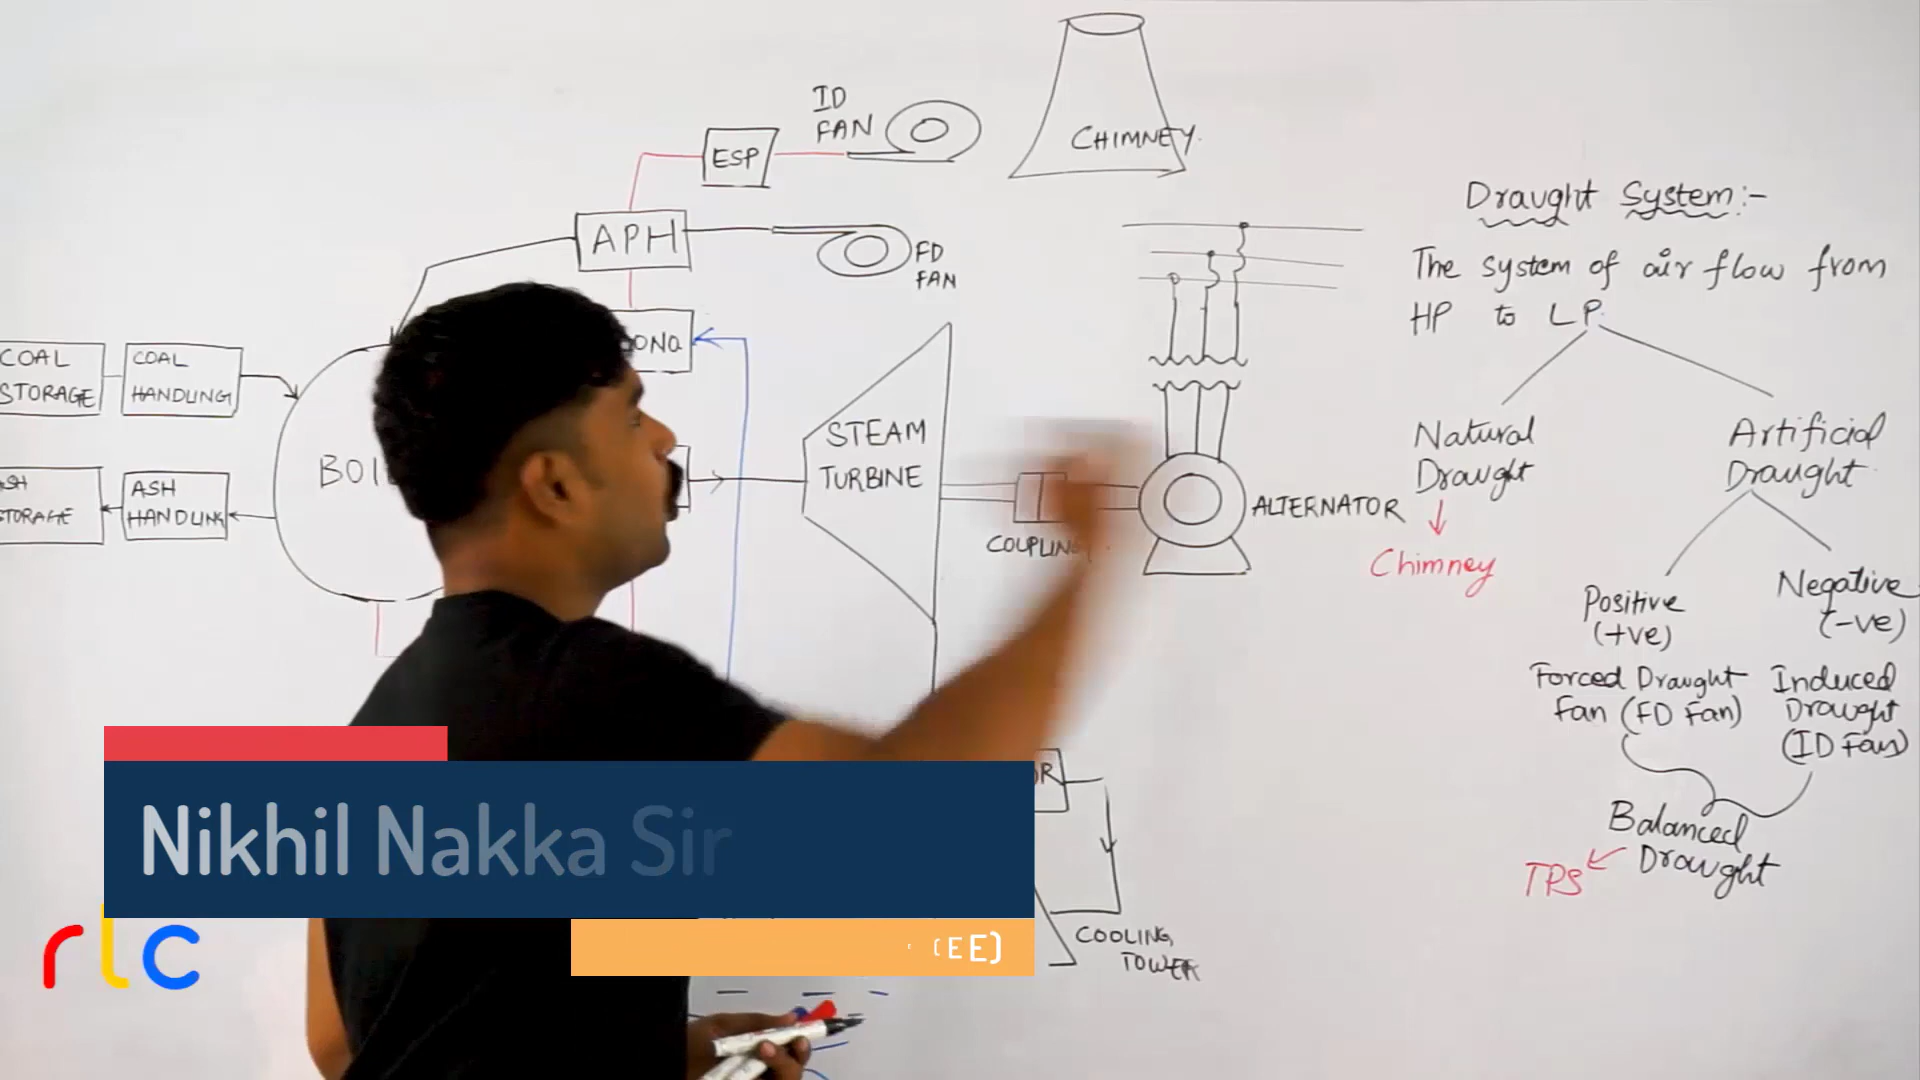 ID
FAN
CHIMNEY.
ESP
APH
FD
FAN
COAL
STORAGE
COAL
HANDLING
STEAM
TURBINE
ASH
HANDLING
COUPLING
ALTERNATOR
COOLING
TOWER
Draught System:-
The system of air flow from
HP to LP.
Natural
Draught
Chimney
Artificial
Draught
Positive
(+ve)
Negative
(-ve)
Forced Draught
Fan (FD Fan)
Induced
Draught
(ID Fan)
Balanced
Draught
TPS
Nikhil Nakka Sir
(EE)
rlc